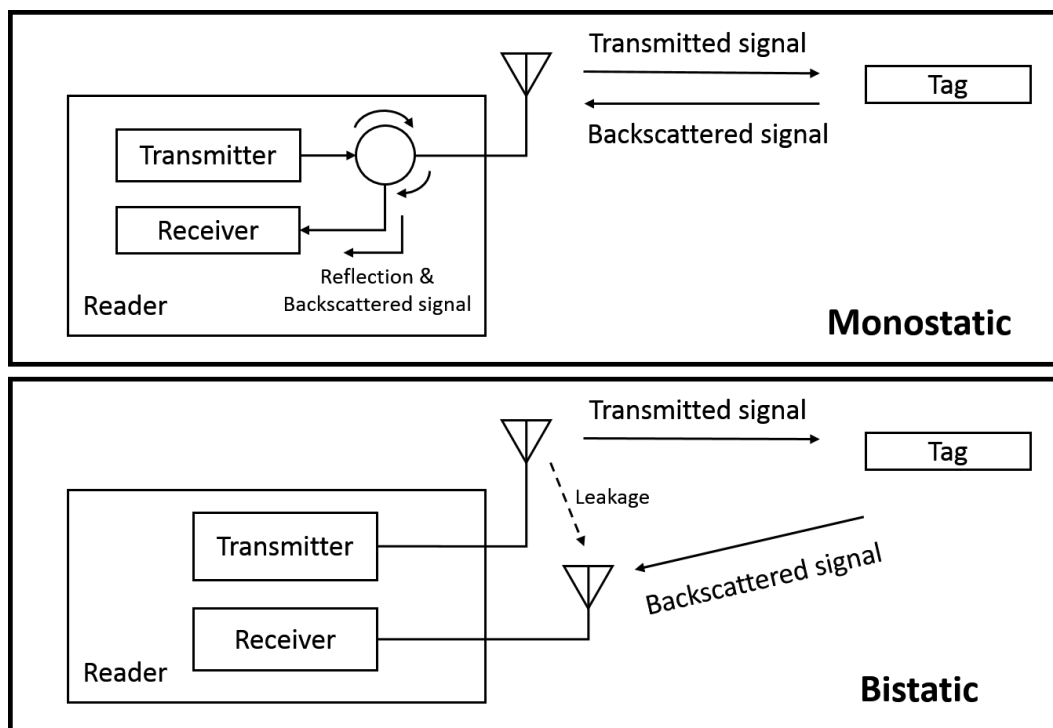 Transmitted signal
Tag
Backscattered signal
Transmitter
Receiver
Reflection &
Backscattered signal
Reader
Monostatic
Transmitted signal
Tag
Leakage
Transmitter
Backscattered signal
Receiver
Reader
Bistatic